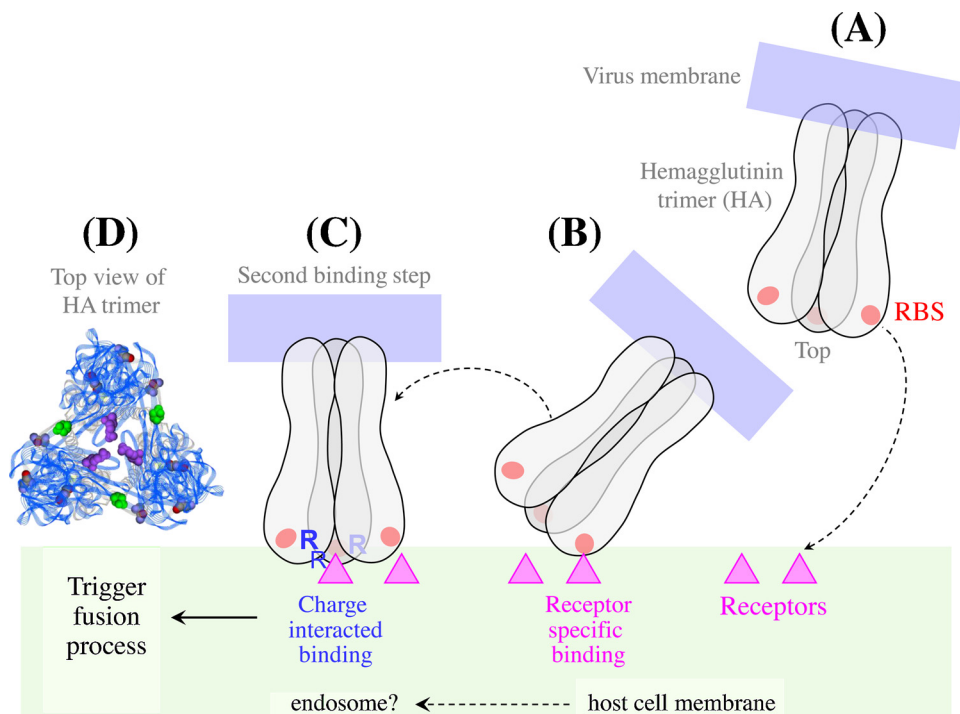 (A)
Virus membrane
Hemagglutinin
trimer (HA)
RBS
Top
(B)
(C)
Second binding step
(D)
Top view of
HA trimer
R
R
R
Trigger
fusion
process
Charge
interacted
binding
Receptor
specific
binding
Receptors
endosome?
host cell membrane